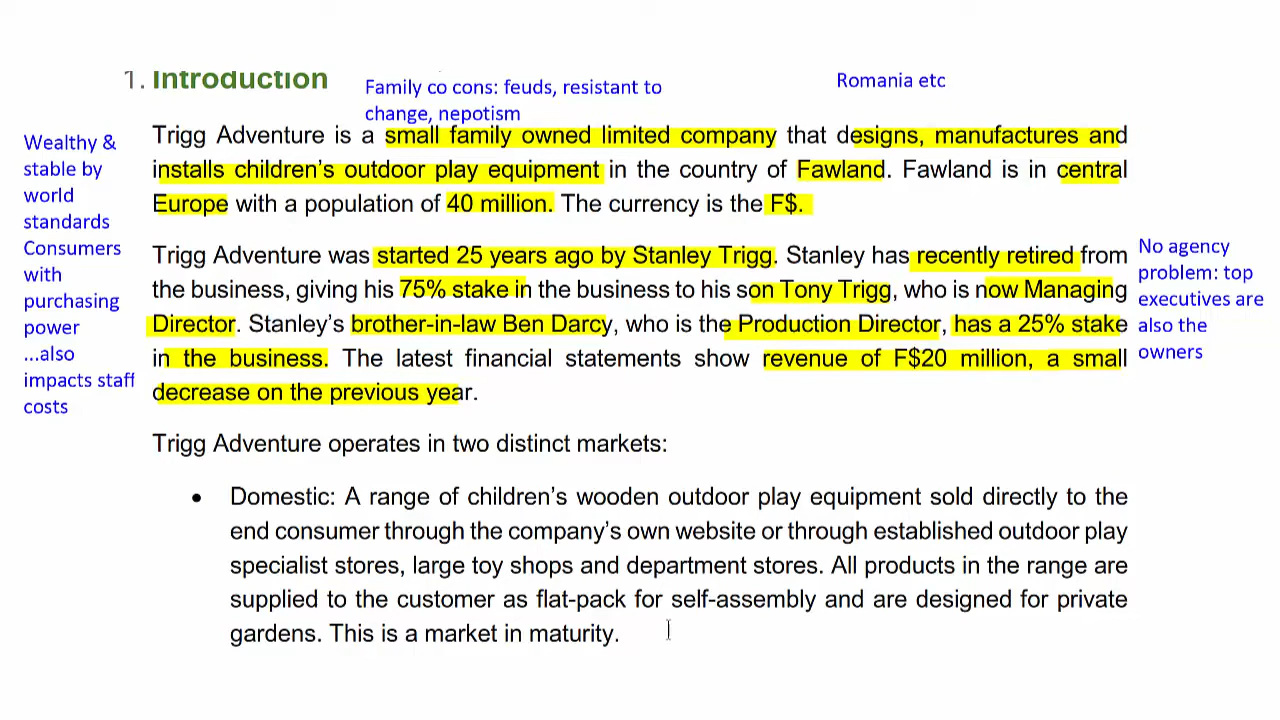 1. Introduction
Family co cons: feuds, resistant to
change, nepotism
Romania etc
Wealthy &
stable by
world
standards
Consumers
with
purchasing
power
...also
impacts staff
costs
Trigg Adventure is a small family owned limited company that designs, manufactures and
installs children's outdoor play equipment in the country of Fawland. Fawland is in central
Europe with a population of 40 million. The currency is the F$.
Trigg Adventure was started 25 years ago by Stanley Trigg. Stanley has recently retired from
the business, giving his 75% stake in the business to his son Tony Trigg, who is now Managing
Director. Stanley's brother-in-law Ben Darcy, who is the Production Director, has a 25% stake
in the business. The latest financial statements show revenue of F$20 million, a small
decrease on the previous year.
No agency
problem: top
executives are
also the
owners
Trigg Adventure operates in two distinct markets:
• Domestic: A range of children's wooden outdoor play equipment sold directly to the
end consumer through the company's own website or through established outdoor play
specialist stores, large toy shops and department stores. All products in the range are
supplied to the customer as flat-pack for self-assembly and are designed for private
gardens. This is a market in maturity.